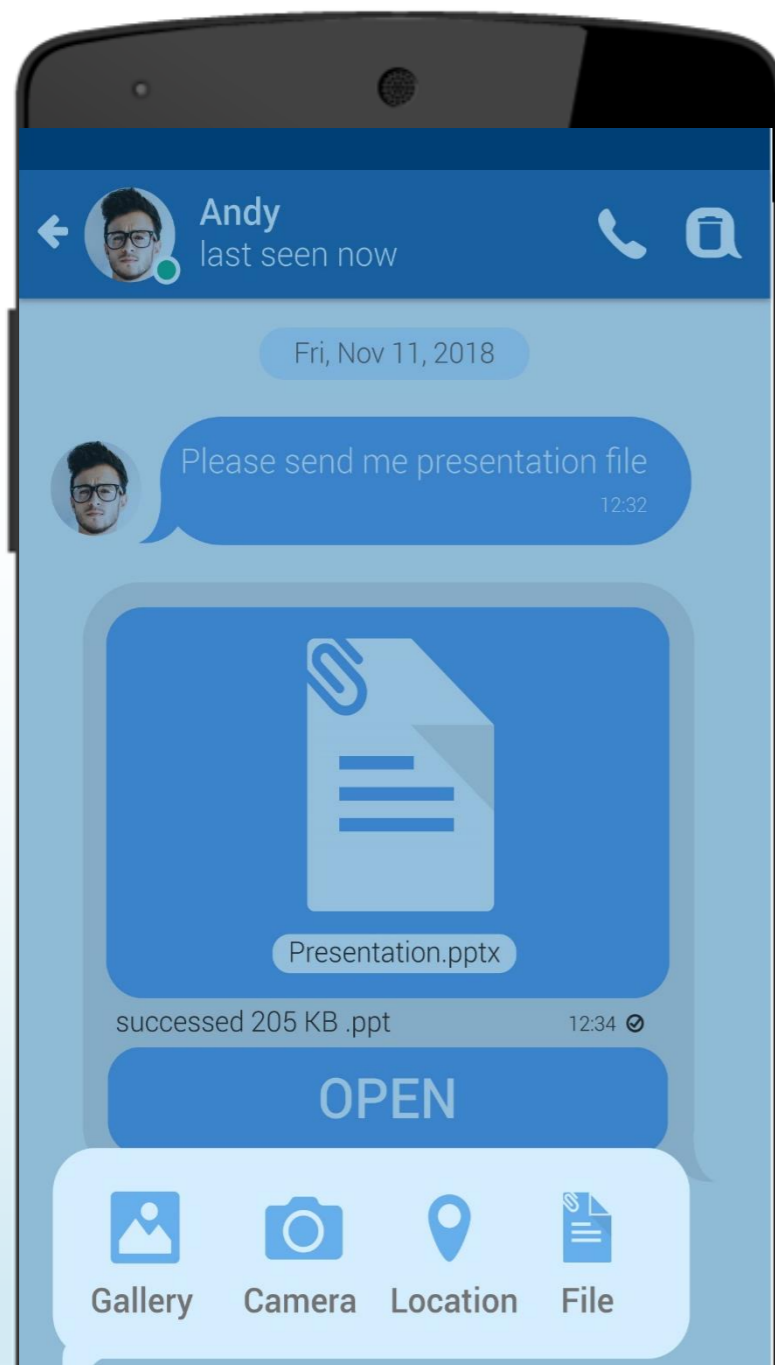 Andy
last seen now
Fri, Nov 11, 2018
Please send me presentation file
12:32
Presentation.pptx
successed 205 KB .ppt 12:34
OPEN
Gallery Camera Location File